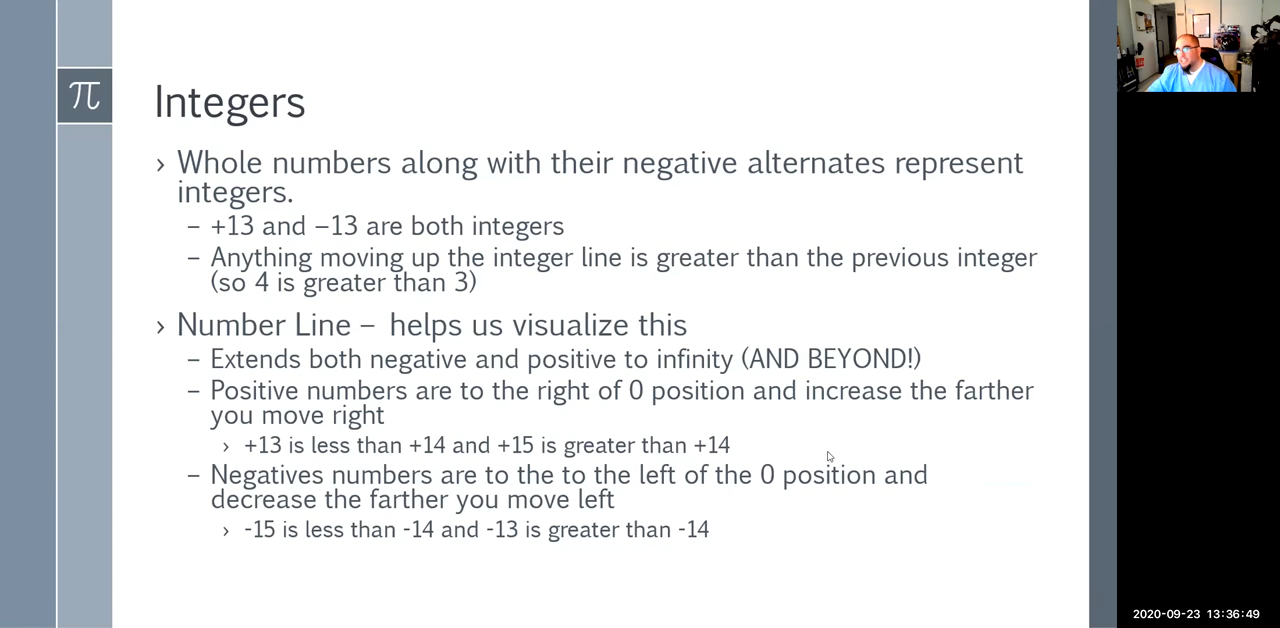 π
Integers
› Whole numbers along with their negative alternates represent
integers.
– +13 and –13 are both integers
– Anything moving up the integer line is greater than the previous integer
(so 4 is greater than 3)
› Number Line – helps us visualize this
– Extends both negative and positive to infinity (AND BEYOND!)
– Positive numbers are to the right of 0 position and increase the farther
you move right
› +13 is less than +14 and +15 is greater than +14
– Negatives numbers are to the to the left of the 0 position and
decrease the farther you move left
› -15 is less than -14 and -13 is greater than -14
2020-09-23 13:36:49